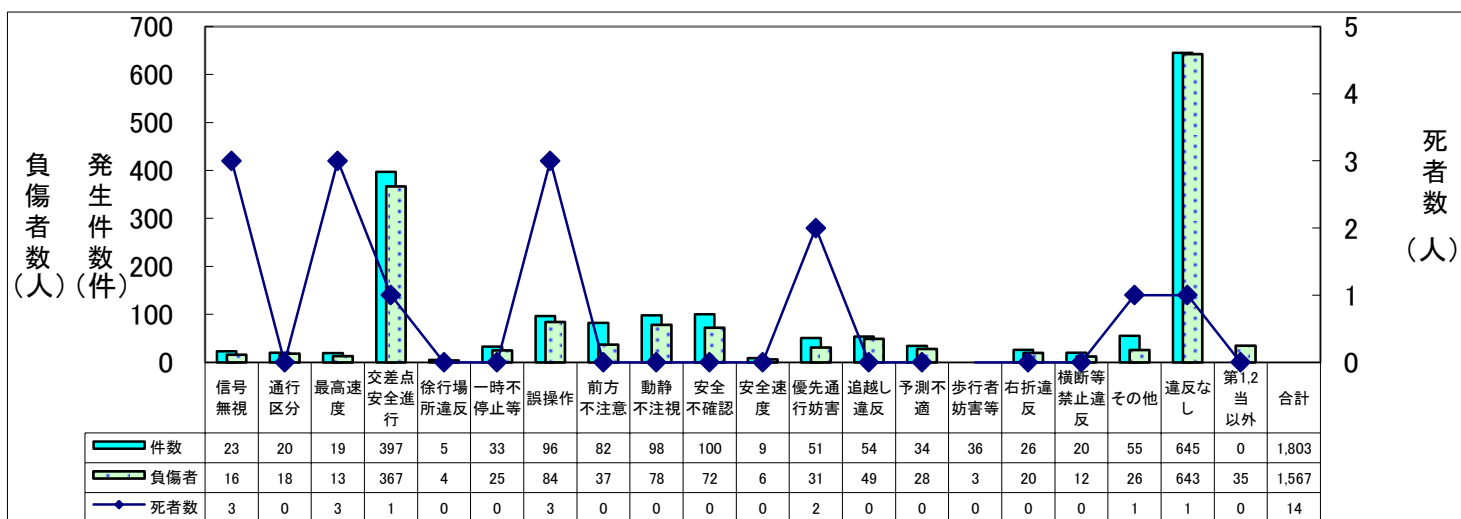 700
600
500
400
300
200
100
0
5
4
3
2
1
0
負傷者数（人）
発生件数（件）
死者数（人）
信号
無視
通行
区分
最高速
度
交差点
安全進
行
徐行場
所違反
一時不
停止等
誤操作
前方
不注意
動静
不注視
安全
不確認
安全速
度
優先通
行妨害
追越し
違反
予測不
適
歩行者
妨害等
右折違
反
横断等
禁止違
反
その他
違反な
し
第1,2
当
以外
合計
件数 23 20 19 397 5 33 96 82 98 100 9 51 54 34 36 26 20 55 645 0 1,803
負傷者 16 18 13 367 4 25 84 37 78 72 6 31 49 28 3 20 12 26 643 35 1,567
死者数 3 0 3 1 0 0 3 0 0 0 0 2 0 0 0 0 0 1 1 0 14